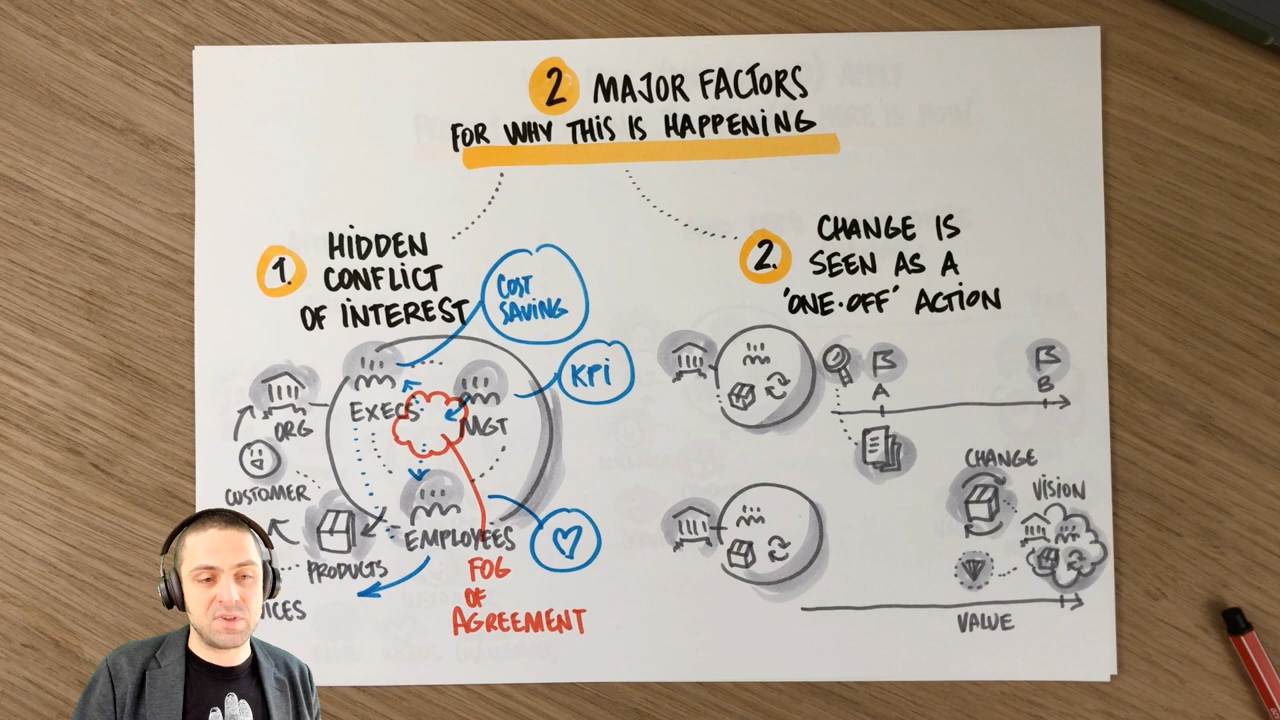 2 MAJOR FACTORS
FOR WHY THIS IS HAPPENING
1. HIDDEN
CONFLICT
OF INTEREST
COST
SAVING
KPI
EXECS
MGT
ORG
CUSTOMER
EMPLOYEES
PRODUCTS
ICES
FOG
OF
AGREEMENT
2. CHANGE IS
SEEN AS A
'ONE-OFF' ACTION
A
B
CHANGE
VISION
VALUE